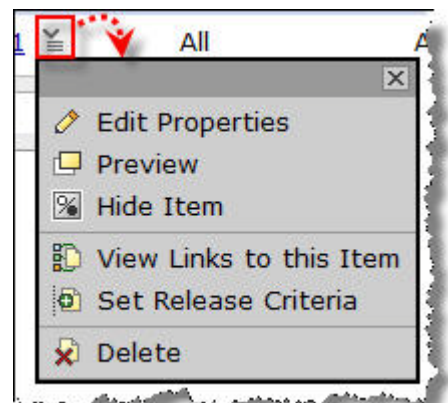 1 All A
Edit Properties
Preview
Hide Item
View Links to this Item
Set Release Criteria
Delete